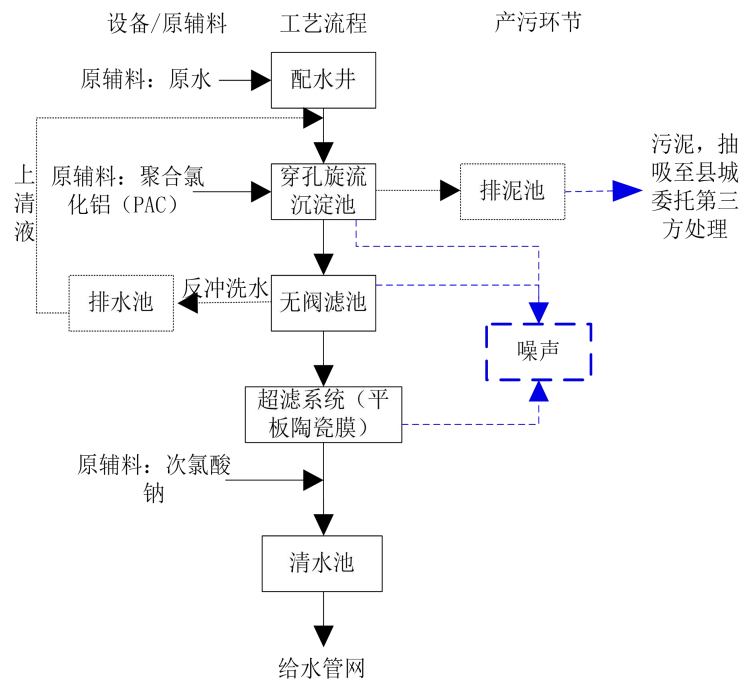 设备/原辅料
工艺流程
产污环节
原辅料：原水
配水井
上
清
液
原辅料：聚合氯
化铝（PAC）
穿孔旋流
沉淀池
排泥池
污泥，抽
吸至县城
委托第三
方处理
排水池
反冲洗水
无阀滤池
噪声
超滤系统（平
板陶瓷膜）
原辅料：次氯酸
钠
清水池
给水管网